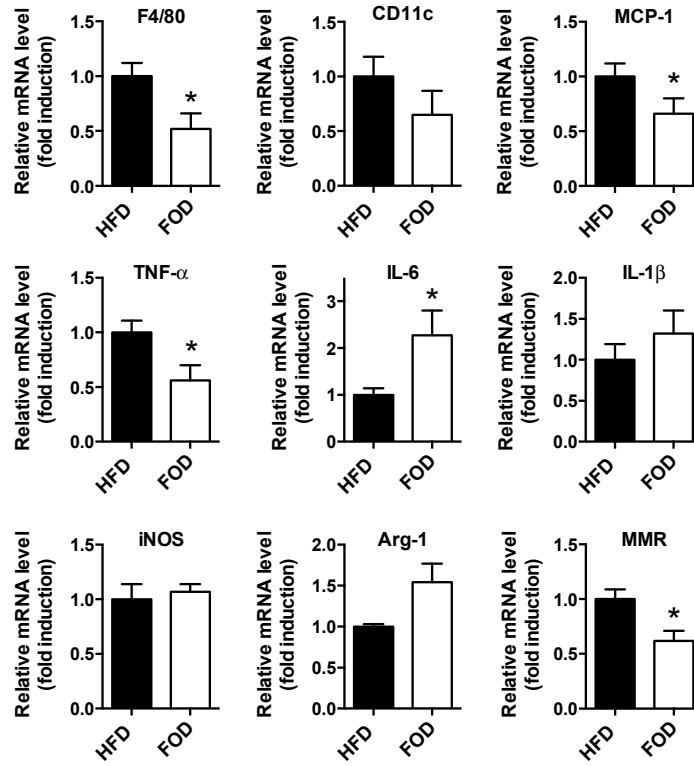 F4/80
Relative mRNA level
(fold induction)
1.5
1.0
0.5
0.0
HFD
FOD
*
CD11c
Relative mRNA level
(fold induction)
1.5
1.0
0.5
0.0
HFD
FOD
MCP-1
Relative mRNA level
(fold induction)
1.5
1.0
0.5
0.0
HFD
FOD
*
TNF-α
Relative mRNA level
(fold induction)
1.5
1.0
0.5
0.0
HFD
FOD
*
IL-6
Relative mRNA level
(fold induction)
3
2
1
0
HFD
FOD
*
IL-1β
Relative mRNA level
(fold induction)
2.0
1.5
1.0
0.5
0.0
HFD
FOD
iNOS
Relative mRNA level
(fold induction)
1.5
1.0
0.5
0.0
HFD
FOD
Arg-1
Relative mRNA level
(fold induction)
2.0
1.5
1.0
0.5
0.0
HFD
FOD
MMR
Relative mRNA level
(fold induction)
1.5
1.0
0.5
0.0
HFD
FOD
*